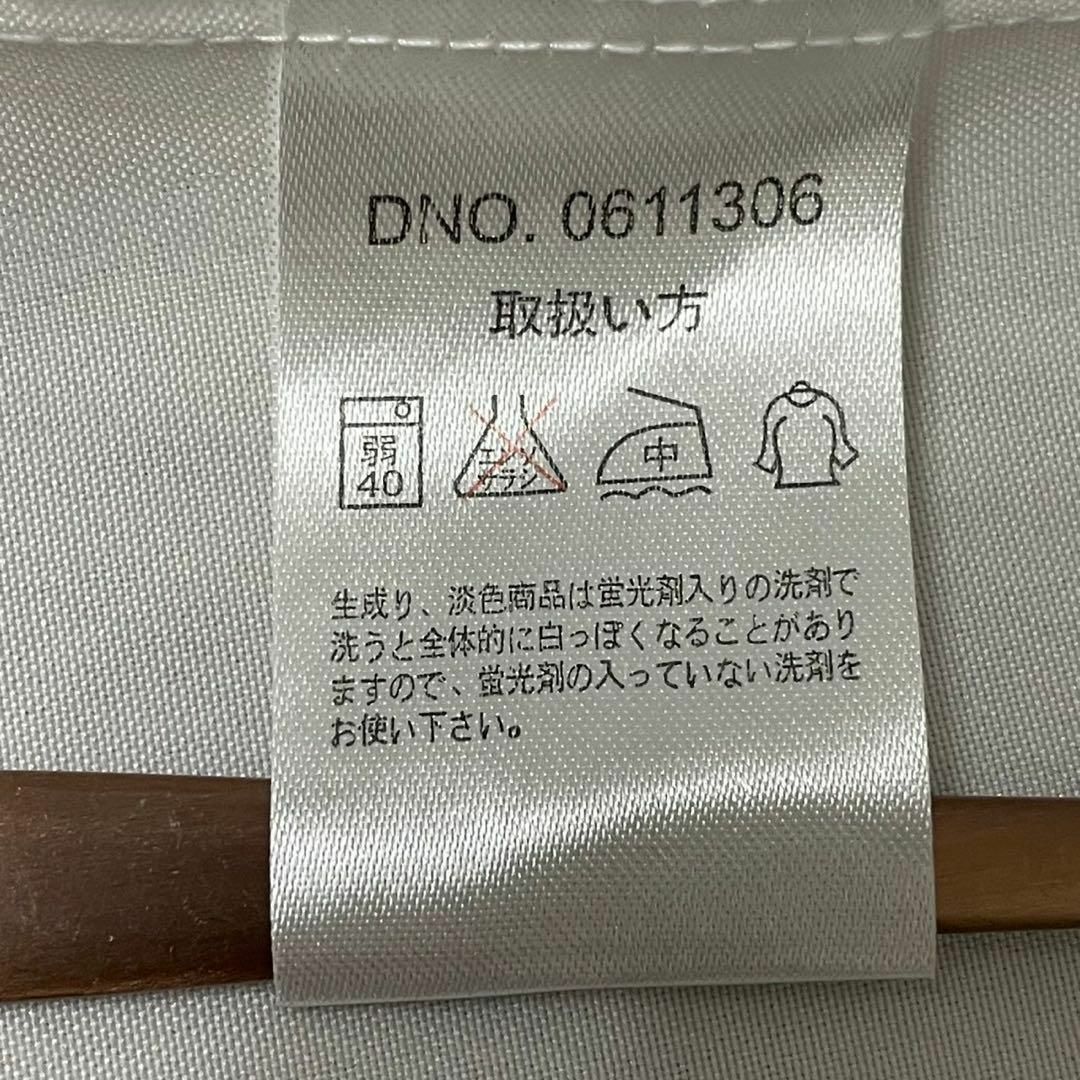 DNO. 0611306
取扱い方
弱
40
エンソ
サラシ
中
生成り、淡色商品は蛍光剤入りの洗剤で
洗うと全体的に白っぽくなることがあり
ますので、蛍光剤の入っていない洗剤を
お使い下さい。